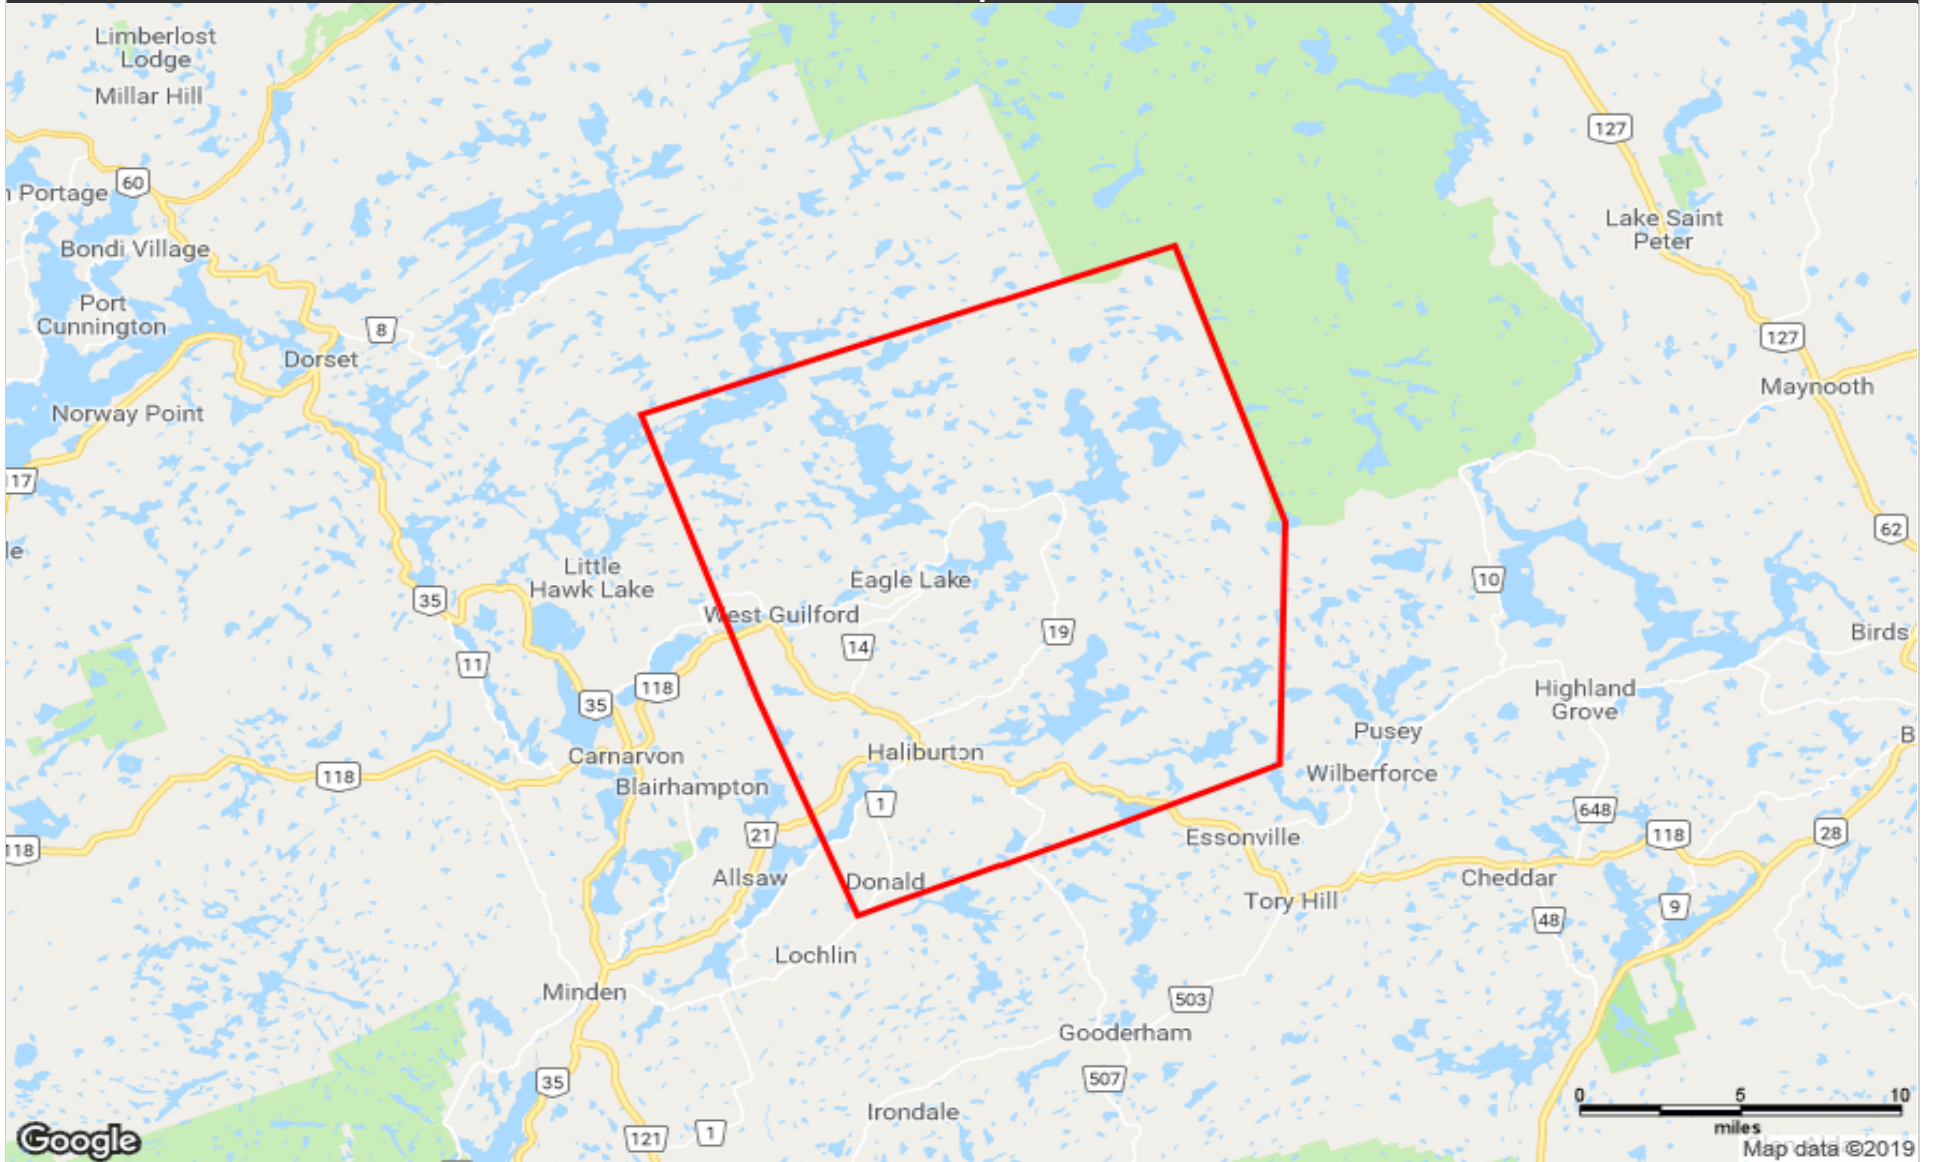 Limberlost
Lodge
Millar Hill
127
60
n Portage
Lake Saint
Peter
Bondi Village
Port
Cunnington
8
127
Dorset
Maynooth
Norway Point
117
62
le
Little
Hawk Lake
Eagle Lake
10
35
West Guilford
19
Birds
14
11
118
Highland
Grove
35
Pusey
B
Carnarvon
Haliburton
118
Wilberforce
Blairhampton
1
648
21
Essonville
118
28
118
Allsaw
Donald
Cheddar
Tory Hill
9
48
Lochlin
Minden
503
Gooderham
35
507
0 5 10
Irondale
miles
121
1
Google
Map data ©2019